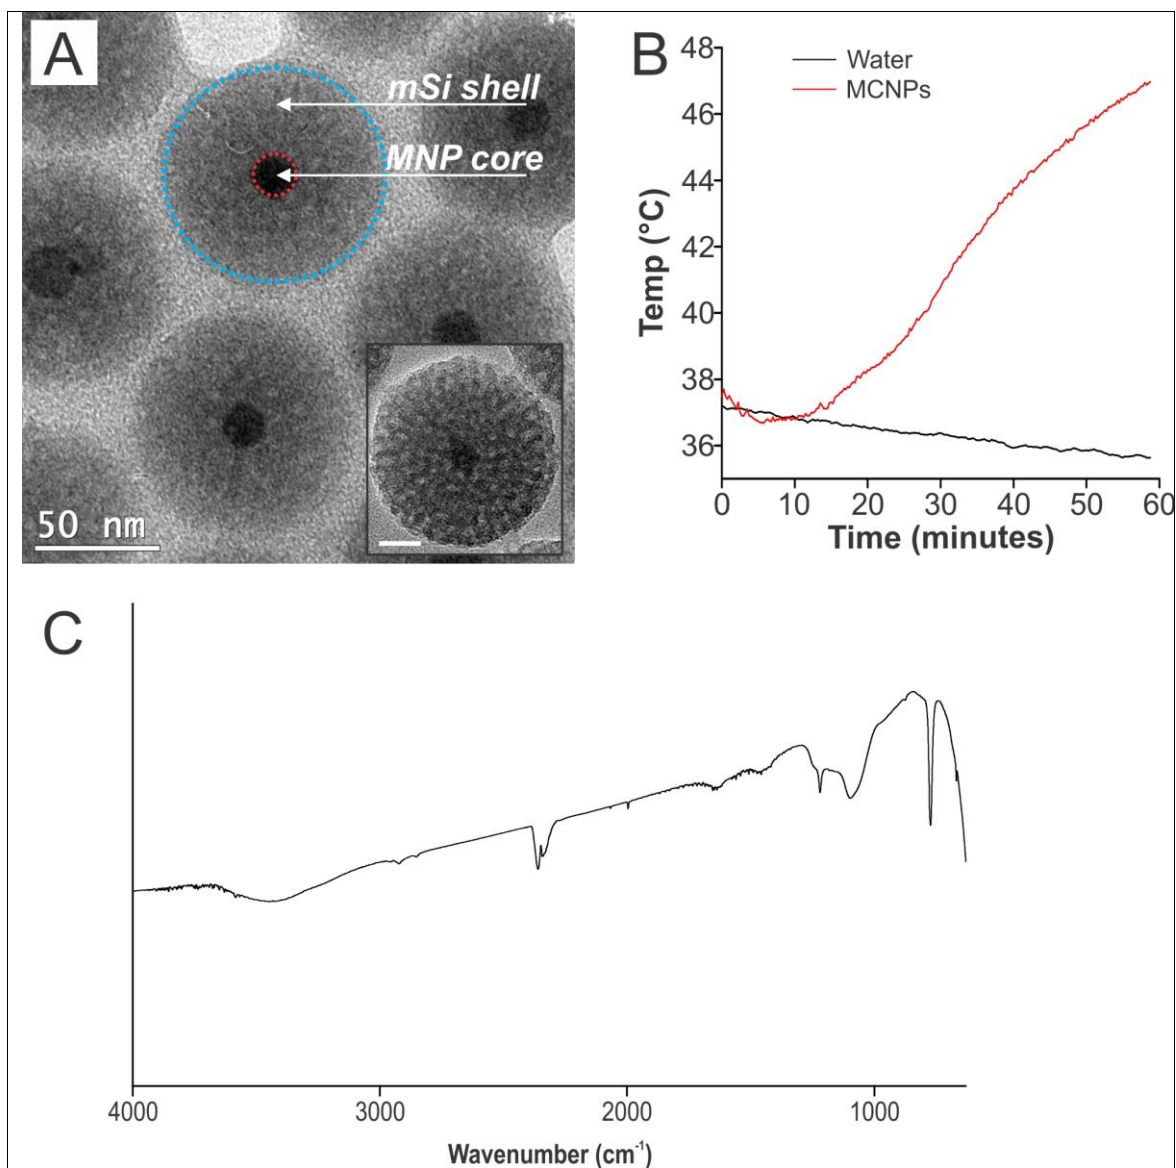 A
mSi shell
MNP core
50 nm
B
Water
MCNPs
48
46
44
42
40
38
36
Temp (°C)
0 10 20 30 40 50 60
Time (minutes)
C
4000 3000 2000 1000
Wavenumber (cm⁻¹)